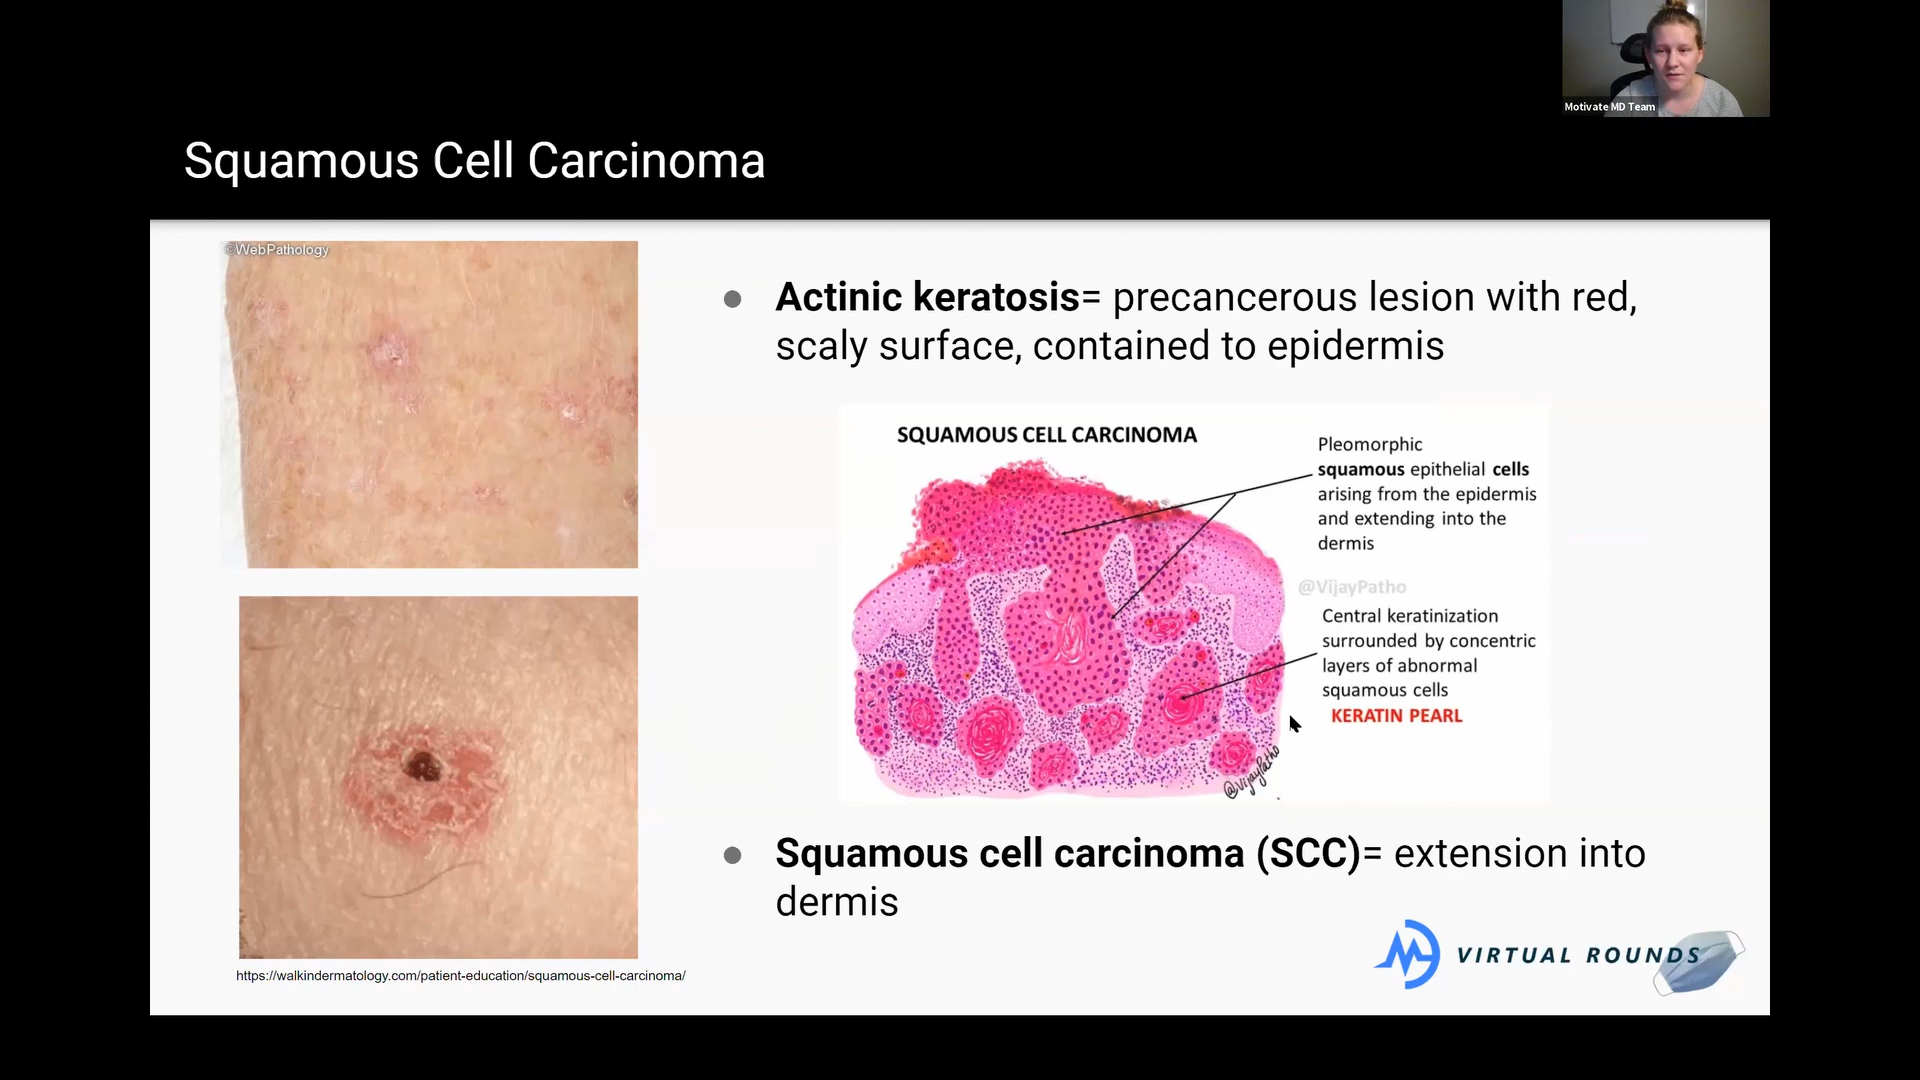 Motivate MD Team
Squamous Cell Carcinoma
©WebPathology
● Actinic keratosis= precancerous lesion with red,
scaly surface, contained to epidermis
SQUAMOUS CELL CARCINOMA
Pleomorphic
squamous epithelial cells
arising from the epidermis
and extending into the
dermis
@VijayPatho
Central keratinization
surrounded by concentric
layers of abnormal
squamous cells
KERATIN PEARL
@VijayPatho
● Squamous cell carcinoma (SCC)= extension into
dermis
https://walkindermatology.com/patient-education/squamous-cell-carcinoma/
VIRTUAL ROUNDS